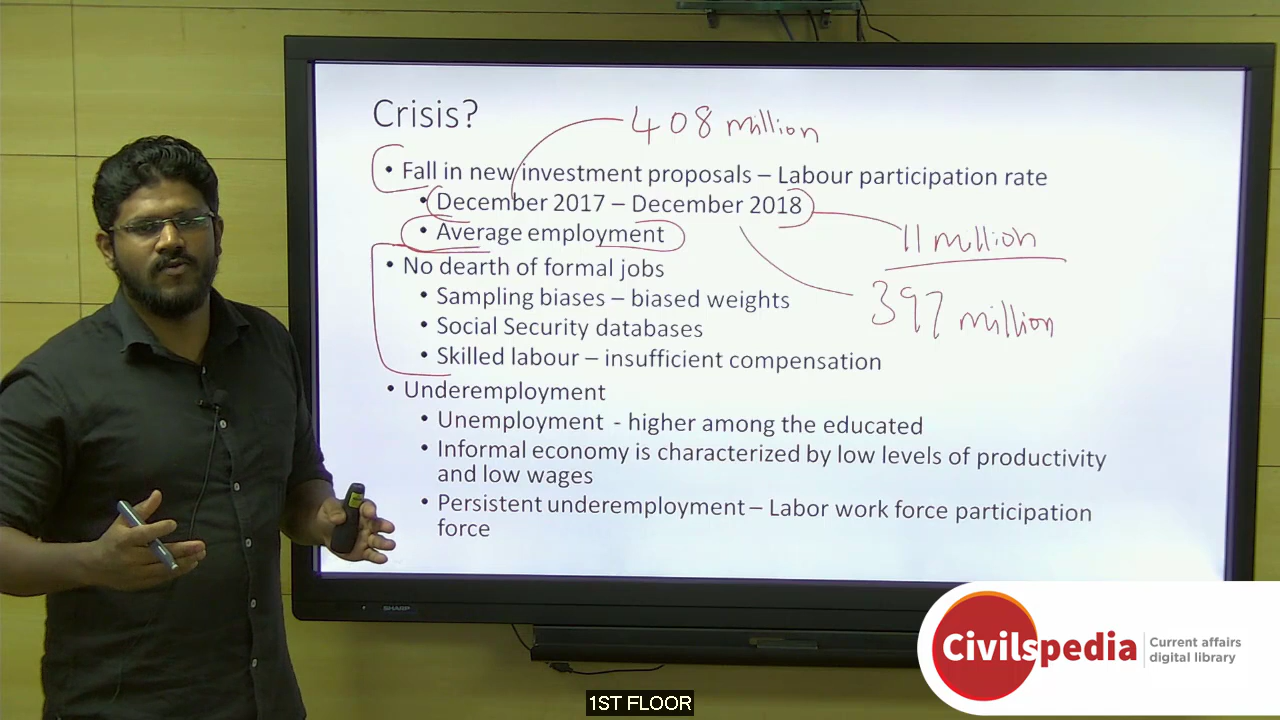 Crisis?
408 million
• Fall in new investment proposals – Labour participation rate
• December 2017 – December 2018
11 million
• Average employment
• No dearth of formal jobs
• Sampling biases – biased weights
397 million
• Social Security databases
• Skilled labour – insufficient compensation
• Underemployment
• Unemployment - higher among the educated
• Informal economy is characterized by low levels of productivity
and low wages
• Persistent underemployment – Labor work force participation
force
SHARP
Civilspedia
Current affairs
digital library
1ST FLOOR